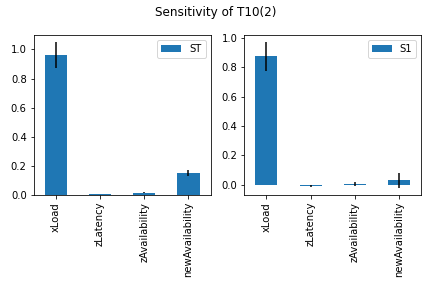 Sensitivity of T10(2)
ST
1.0
0.8
0.6
0.4
0.2
0.0
xLoad
zLatency
zAvailability
newAvailability
S1
1.0
0.8
0.6
0.4
0.2
0.0
xLoad
zLatency
zAvailability
newAvailability